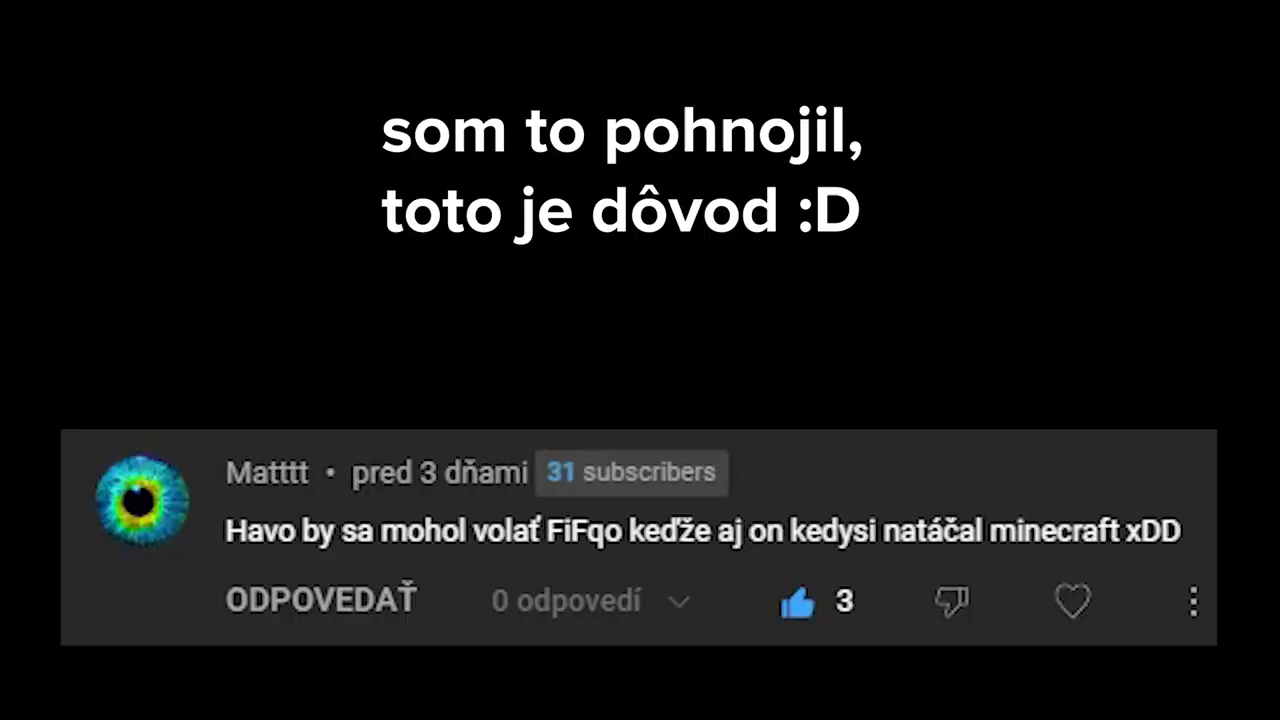 som to pohnojil,
toto je dôvod :D
Matttt • pred 3 dňami 31 subscribers
Havo by sa mohol volať FiFqo keďže aj on kedysi natáčal minecraft xDD
ODPOVEDAŤ 0 odpovedí 3